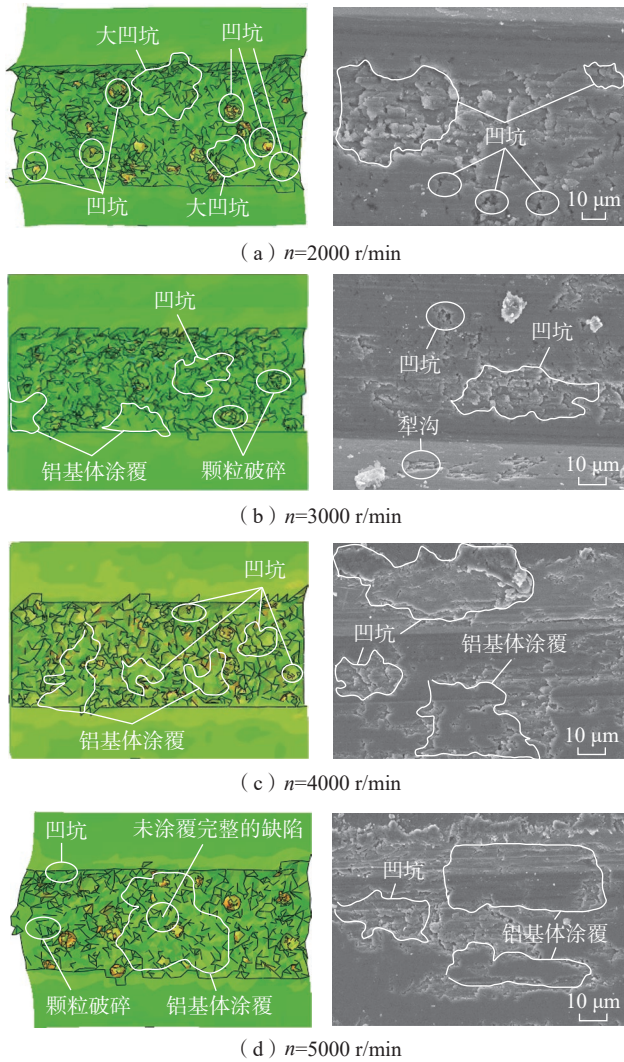 大凹坑
凹坑
凹坑
大凹坑
凹坑
10 μm
（a）n=2000 r/min
凹坑
铝基体涂覆
颗粒破碎
凹坑
凹坑
犁沟
10 μm
（b）n=3000 r/min
凹坑
铝基体涂覆
凹坑
铝基体涂覆
10 μm
（c）n=4000 r/min
凹坑
未涂覆完整的缺陷
颗粒破碎
铝基体涂覆
凹坑
铝基体涂覆
10 μm
（d）n=5000 r/min